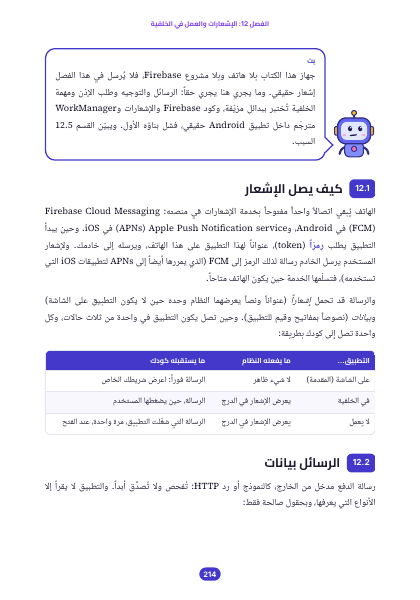 الفصل 12: الإشعارات والعمل في الخلفية
بت
جهاز هذا الكتاب بلا هاتف وبلا مشروع Firebase، فلا يُرسل في هذا الفصل
إشعار حقيقي. وما يجري هنا يجري حقاً: الرسائل والتوجيه وطلب الإذن ومهمة
الخلفية تُختبر ببدائل مزيّفة، وكود Firebase والإشعارات وWorkManager
مترجَم داخل تطبيق Android حقيقي، فشل بناؤه الأول. ويبيّن القسم 12.5
السبب.
12.1 كيف يصل الإشعار
الهاتف يُبقي اتصالاً واحداً مفتوحاً بخدمة الإشعارات في منصته: Firebase Cloud Messaging
(FCM) في Android، وApple Push Notification service (APNs) في iOS. وحين يبدأ
التطبيق يطلب رمزاً (token)، عنواناً لهذا التطبيق على هذا الهاتف، ويرسله إلى خادمك. ولإشعار
المستخدم يرسل الخادم رسالة لذلك الرمز إلى FCM (الذي يمررها أيضاً إلى APNs لتطبيقات iOS التي
تستخدمه)، فتسلّمها الخدمة حين يكون الهاتف متاحاً.
والرسالة قد تحمل إشعاراً (عنواناً ونصاً يعرضهما النظام وحده حين لا يكون التطبيق على الشاشة)
وبيانات (نصوصاً بمفاتيح وقيم للتطبيق). وحين تصل يكون التطبيق في واحدة من ثلاث حالات، وكل
واحدة تصل إلى كودك بطريقة:
التطبيق… ما يفعله النظام ما يستقبله كودك
على الشاشة (المقدمة) لا شيء ظاهر الرسالة فوراً: اعرض شريطك الخاص
في الخلفية يعرض الإشعار في الدرج الرسالة، حين يضغطها المستخدم
لا يعمل يعرض الإشعار في الدرج الرسالة التي شغّلت التطبيق، مرة واحدة، عند الفتح
12.2 الرسائل بيانات
رسالة الدفع مدخل من الخارج، كالنموذج أو رد HTTP: تُفحص ولا تُصدَّق أبداً. والتطبيق لا يقرأ إلا
الأنواع التي يعرفها، وبحقول صالحة فقط:
214